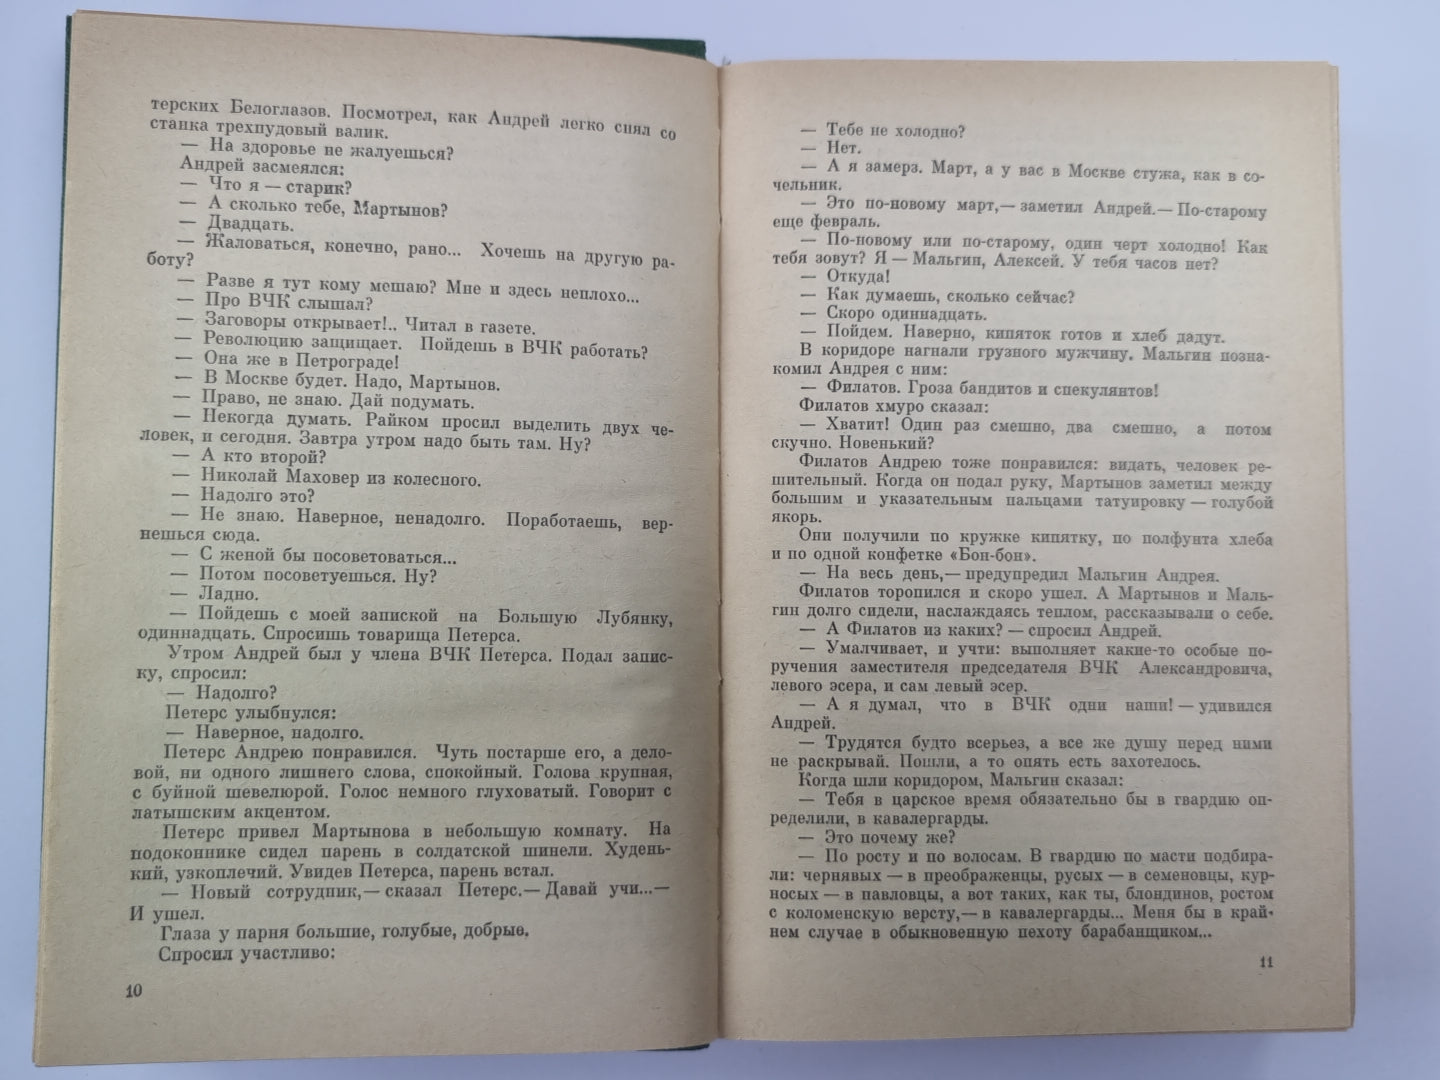 терских Белоглазов. Посмотрел, как Андрей легко снял со
станка трехпудовый валик.
— На здоровье не жалуешься?
Андрей засмеялся:
— Что я — старик?
— А сколько тебе, Мартынов?
— Двадцать.
— Жаловаться, конечно, рано... Хочешь на другую ра-
боту?
— Разве я тут кому мешаю? Мне и здесь неплохо...
— Про ВЧК слышал?
— Заговоры открывает!.. Читал в газете.
— Революцию защищает. Пойдешь в ВЧК работать?
— Она же в Петрограде!
— В Москве будет. Надо, Мартынов.
— Право, не знаю. Дай подумать.
— Некогда думать. Райком просил выделить двух че-
ловек, и сегодня. Завтра утром надо быть там. Ну?
— А кто второй?
— Николай Маховер из колесного.
— Надолго это?
— Не знаю. Наверное, ненадолго. Поработаешь, вер-
нешься сюда.
— С женой бы посоветоваться...
— Потом посоветуешься. Ну?
— Ладно.
— Пойдешь с моей запиской на Большую Лубянку,
одиннадцать. Спросишь товарища Петерса.
Утром Андрей был у члена ВЧК Петерса. Подал запис-
ку, спросил:
— Надолго?
Петерс улыбнулся:
— Наверное, надолго.
Петерс Андрею понравился. Чуть постарше его, а дело-
вой, ни одного лишнего слова, спокойный. Голова крупная,
с буйной шевелюрой. Голос немного глуховатый. Говорит с
латышским акцентом.
Петерс привел Мартынова в небольшую комнату. На
подоконнике сидел парень в солдатской шинели. Худень-
кий, узкоплечий. Увидев Петерса, парень встал.
— Новый сотрудник,— сказал Петерс.— Давай учи...—
И ушел.
Глаза у парня большие, голубые, добрые.
Спросил участливо:
10
— Тебе не холодно?
— Нет.
— А я замерз. Март, а у вас в Москве стужа, как в со-
чельник.
— Это по-новому март,— заметил Андрей.— По-старому
еще февраль.
— По-новому или по-старому, один черт холодно! Как
тебя зовут? Я — Мальгин, Алексей. У тебя часов нет?
— Откуда!
— Как думаешь, сколько сейчас?
— Скоро одиннадцать.
— Пойдем. Наверно, кипяток готов и хлеб дадут.
В коридоре нагнали грузного мужчину. Мальгин позна-
комил Андрея с ним:
— Филатов. Гроза бандитов и спекулянтов!
Филатов хмуро сказал:
— Хватит! Один раз смешно, два смешно, а потом
скучно. Новенький?
Филатов Андрею тоже понравился: видать, человек ре-
шительный. Когда он подал руку, Мартынов заметил между
большим и указательным пальцами татуировку — голубой
якорь.
Они получили по кружке кипятку, по полфунта хлеба
и по одной конфетке «Бон-бон».
— На весь день,— предупредил Мальгин Андрея.
Филатов торопился и скоро ушел. А Мартынов и Маль-
гин долго сидели, наслаждаясь теплом, рассказывали о себе.
— А Филатов из каких? — спросил Андрей.
— Умалчивает, и учти: выполняет какие-то особые по-
ручения заместителя председателя ВЧК Александровича,
левого эсера, и сам левый эсер.
— А я думал, что в ВЧК одни наши! — удивился
Андрей.
— Трудятся будто всерьез, а все же душу перед ними
не раскрывай. Пошли, а то опять есть захотелось.
Когда шли коридором, Мальгин сказал:
— Тебя в царское время обязательно бы в гвардию оп-
ределили, в кавалергарды.
— Это почему же?
— По росту и по волосам. В гвардию по масти подбира-
ли: чернявых — в преображенцы, русых — в семеновцы, кур-
носых — в павловцы, а вот таких, как ты, блондинов, ростом
с коломенскую версту,— в кавалергарды... Меня бы в край-
нем случае в обыкновенную пехоту барабанщиком...
11